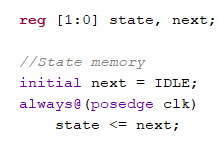 reg [1:0] state, next;
//State memory
initial next = IDLE;
always@(posedge clk)
state <= next;